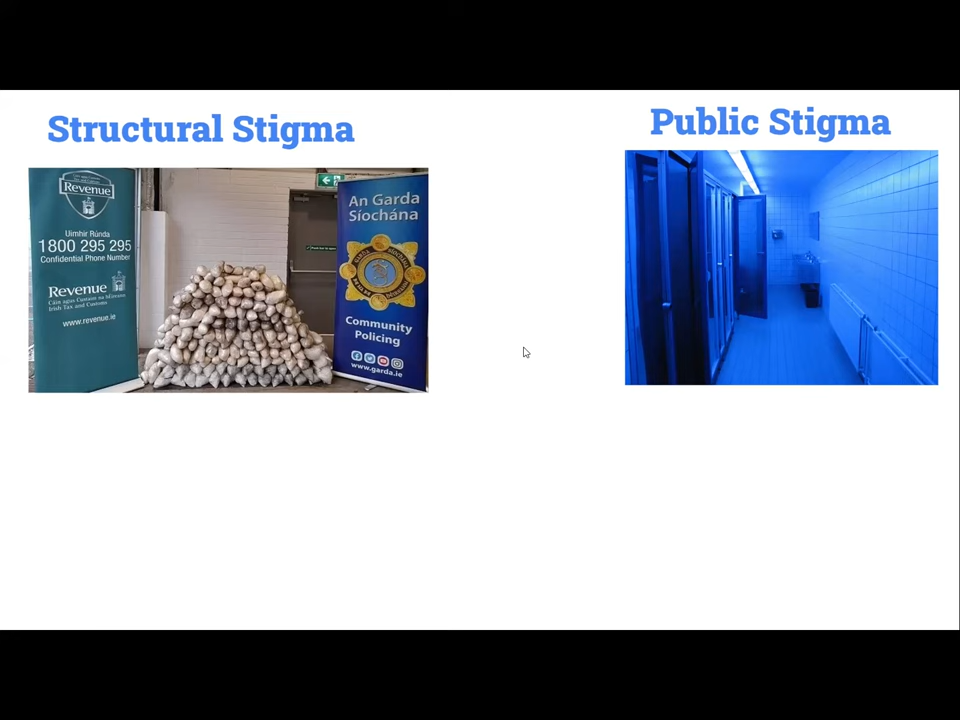 Structural Stigma
Public Stigma
Revenue
Uimhir Rúnda
1800 295 295
Confidential Phone Number
Revenue
Cáin agus Custaim na hÉireann
Irish Tax and Customs
www.revenue.ie
An Garda
Síochána
Community
Policing
www.garda.ie